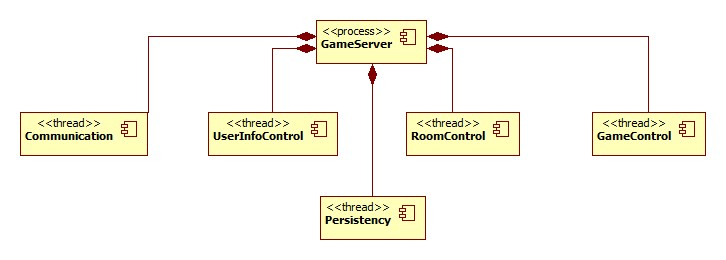 <<process>>
GameServer
<<thread>>
Communication
<<thread>>
UserInfoControl
<<thread>>
RoomControl
<<thread>>
GameControl
<<thread>>
Persistency